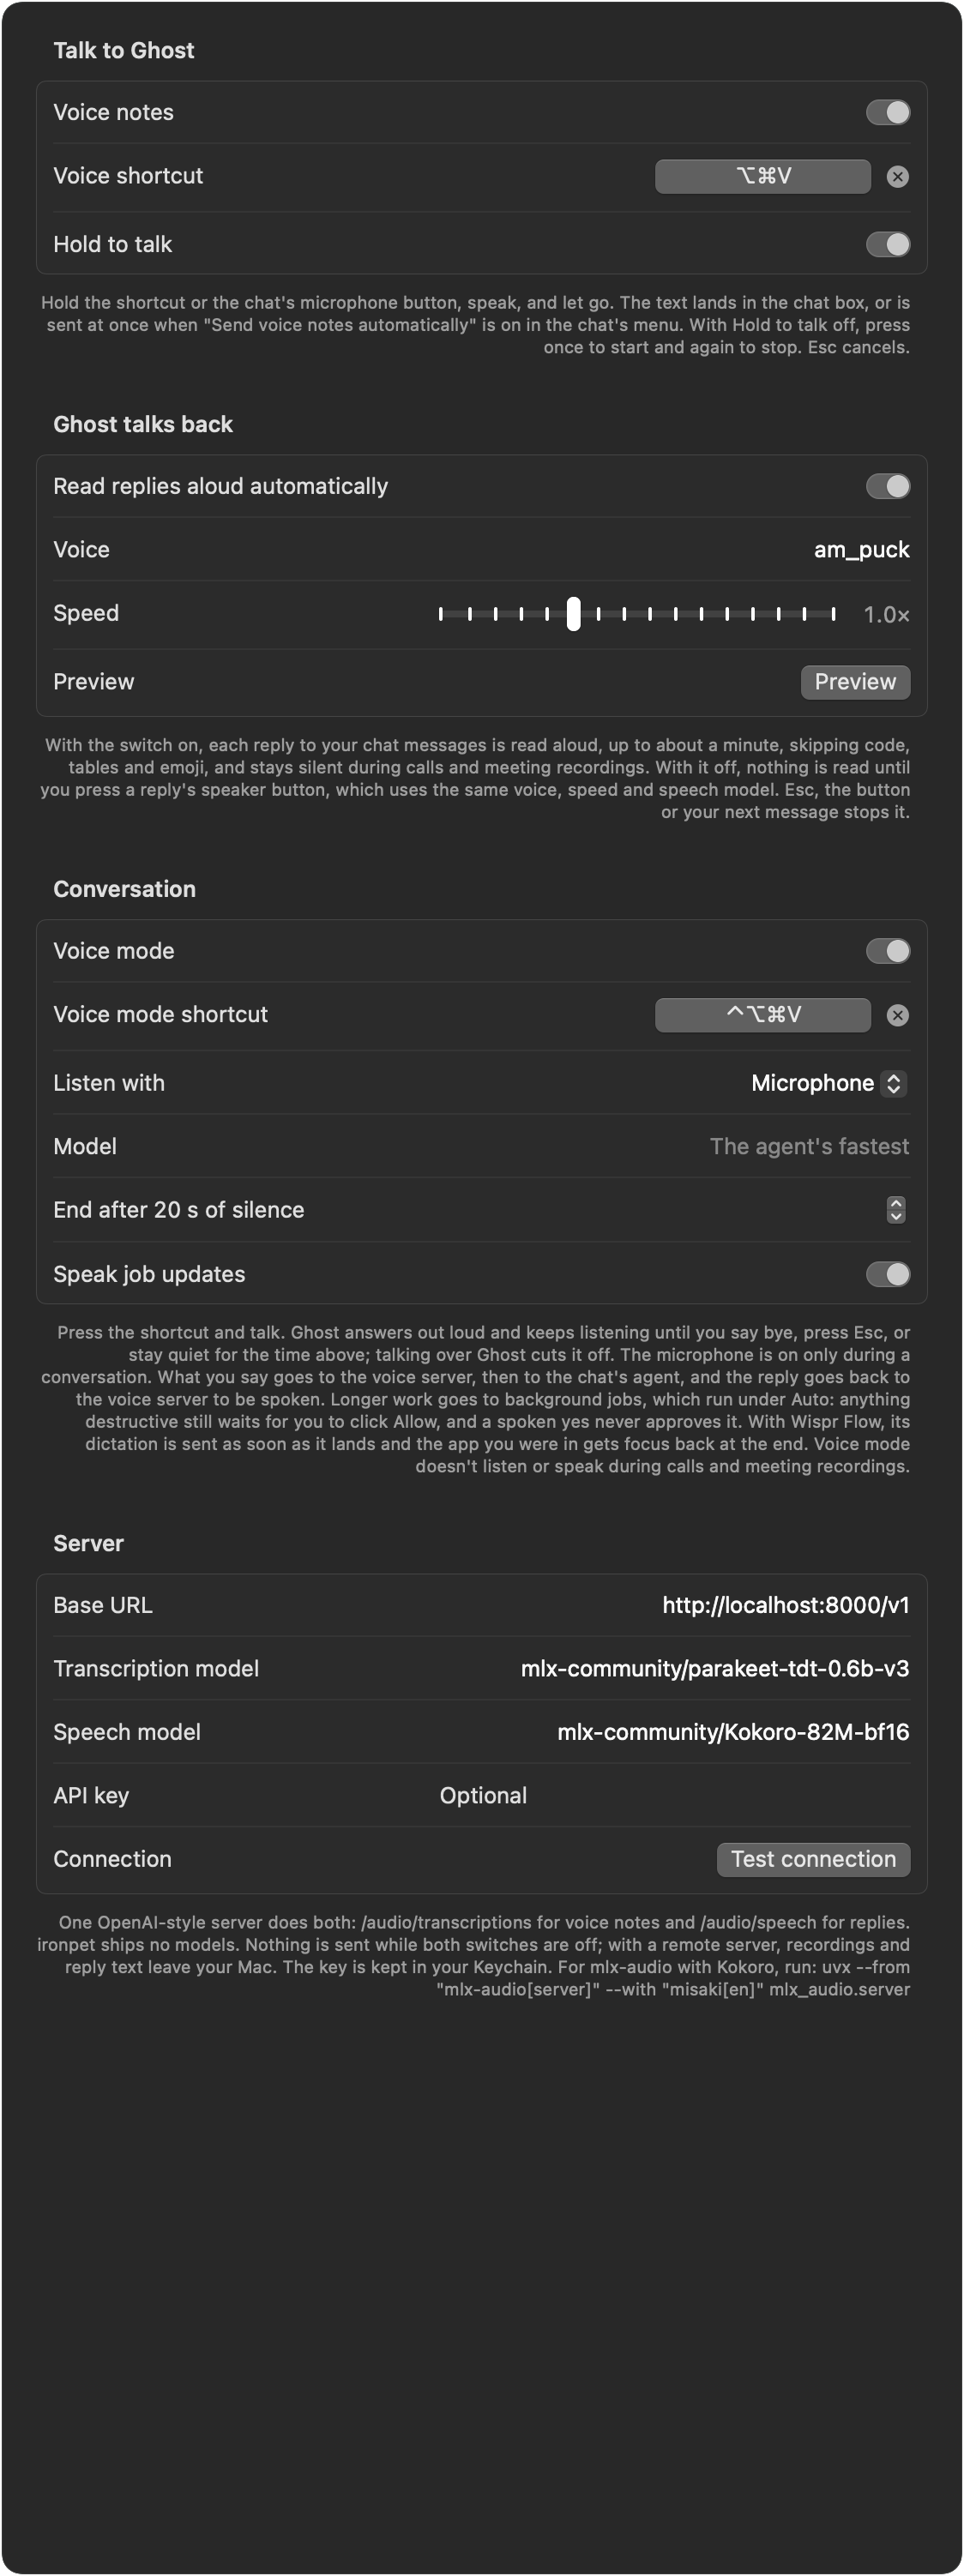 Talk to Ghost
Voice notes
Voice shortcut ⌥⌘V
Hold to talk
Hold the shortcut or the chat's microphone button, speak, and let go. The text lands in the chat box, or is
sent at once when "Send voice notes automatically" is on in the chat's menu. With Hold to talk off, press
once to start and again to stop. Esc cancels.
Ghost talks back
Read replies aloud automatically
Voice am_puck
Speed 1.0×
Preview Preview
With the switch on, each reply to your chat messages is read aloud, up to about a minute, skipping code,
tables and emoji, and stays silent during calls and meeting recordings. With it off, nothing is read until
you press a reply's speaker button, which uses the same voice, speed and speech model. Esc, the button
or your next message stops it.
Conversation
Voice mode
Voice mode shortcut ⌃⌥⌘V
Listen with Microphone
Model The agent's fastest
End after 20 s of silence
Speak job updates
Press the shortcut and talk. Ghost answers out loud and keeps listening until you say bye, press Esc, or
stay quiet for the time above; talking over Ghost cuts it off. The microphone is on only during a
conversation. What you say goes to the voice server, then to the chat's agent, and the reply goes back to
the voice server to be spoken. Longer work goes to background jobs, which run under Auto: anything
destructive still waits for you to click Allow, and a spoken yes never approves it. With Wispr Flow, its
dictation is sent as soon as it lands and the app you were in gets focus back at the end. Voice mode
doesn't listen or speak during calls and meeting recordings.
Server
Base URL http://localhost:8000/v1
Transcription model mlx-community/parakeet-tdt-0.6b-v3
Speech model mlx-community/Kokoro-82M-bf16
API key Optional
Connection Test connection
One OpenAI-style server does both: /audio/transcriptions for voice notes and /audio/speech for replies.
ironpet ships no models. Nothing is sent while both switches are off; with a remote server, recordings and
reply text leave your Mac. The key is kept in your Keychain. For mlx-audio with Kokoro, run: uvx --from
"mlx-audio[server]" --with "misaki[en]" mlx_audio.server